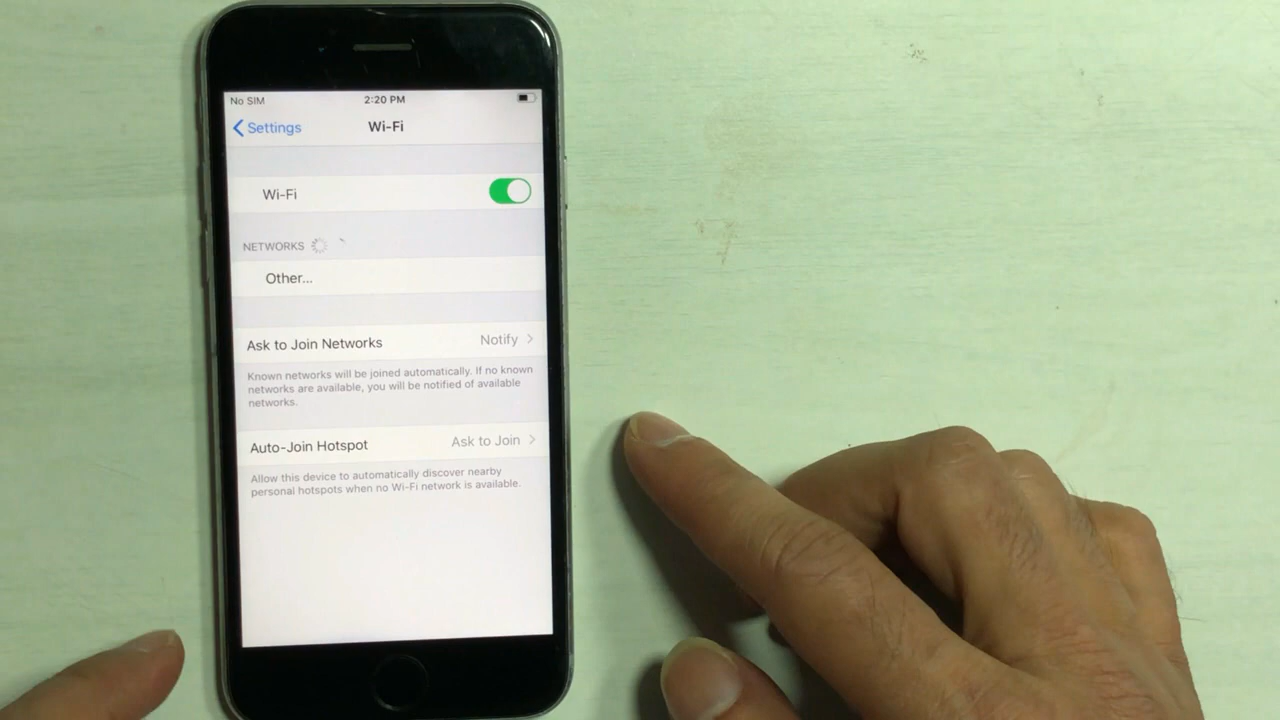 No SIM 2:20 PM
Settings Wi-Fi
Wi-Fi
NETWORKS
Other...
Ask to Join Networks Notify
Known networks will be joined automatically. If no known
networks are available, you will be notified of available
networks.
Auto-Join Hotspot Ask to Join
Allow this device to automatically discover nearby
personal hotspots when no Wi-Fi network is available.